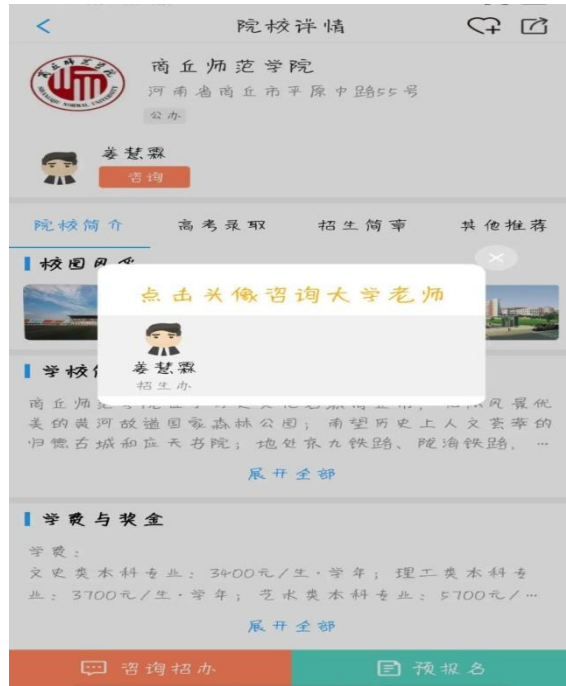 院校详情
商丘师范学院
河南省商丘市平原中路55号
公办
姜慧霖
咨询
院校简介 高考录取 招生简章 其他推荐
校园风
点击头像咨询大学老师
姜慧霖
招生办
学校
商丘师
美的黄河故道国家森林公园；南望历史上人文荟萃的
归德古城和应天书院；地处京九铁路、陇海铁路，…
展开全部
学费与奖金
学费：
文史类本科专业：3400元/生·学年；理工类本科专
业：3700元/生·学年；艺术类本科专业：5700元/…
展开全部
咨询招办 预报名